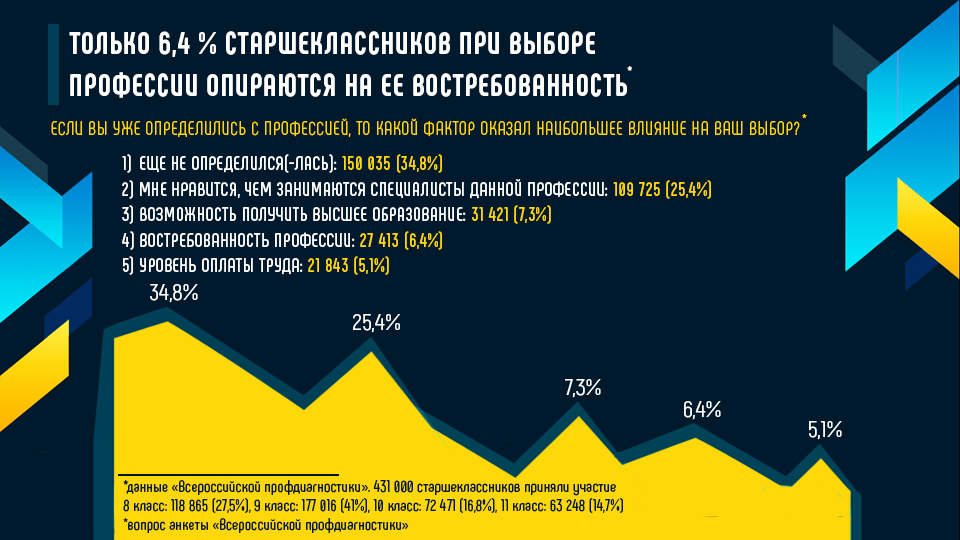 ТОЛЬКО 6,4 % СТАРШЕКЛАССНИКОВ ПРИ ВЫБОРЕ
ПРОФЕССИИ ОПИРАЮТСЯ НА ЕЕ ВОСТРЕБОВАННОСТЬ*
ЕСЛИ ВЫ УЖЕ ОПРЕДЕЛИЛИСЬ С ПРОФЕССИЕЙ, ТО КАКОЙ ФАКТОР ОКАЗАЛ НАИБОЛЬШЕЕ ВЛИЯНИЕ НА ВАШ ВЫБОР?*
1) ЕЩЕ НЕ ОПРЕДЕЛИЛСЯ(-ЛАСЬ): 150 035 (34,8%)
2) МНЕ НРАВИТСЯ, ЧЕМ ЗАНИМАЮТСЯ СПЕЦИАЛИСТЫ ДАННОЙ ПРОФЕССИИ: 109 725 (25,4%)
3) ВОЗМОЖНОСТЬ ПОЛУЧИТЬ ВЫСШЕЕ ОБРАЗОВАНИЕ: 31 421 (7,3%)
4) ВОСТРЕБОВАННОСТЬ ПРОФЕССИИ: 27 413 (6,4%)
5) УРОВЕНЬ ОПЛАТЫ ТРУДА: 21 843 (5,1%)
34,8%
25,4%
7,3%
6,4%
5,1%
*данные «Всероссийской профдиагностики». 431 000 старшеклассников приняли участие
8 класс: 118 865 (27,5%), 9 класс: 177 016 (41%), 10 класс: 72 471 (16,8%), 11 класс: 63 248 (14,7%)
*вопрос анкеты «Всероссийской профдиагностики»